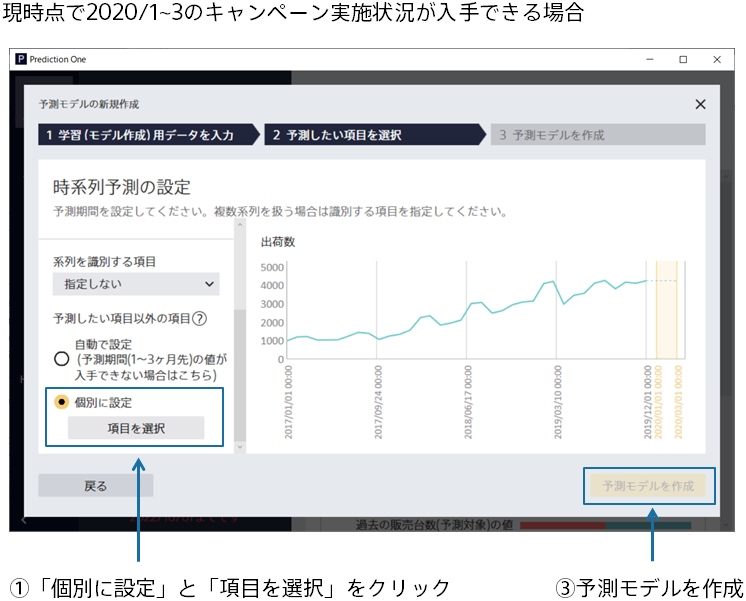 現時点で2020/1~3のキャンペーン実施状況が入手できる場合
P Prediction One
予測モデルの新規作成
1 学習(モデル作成)用データを入力
2 予測したい項目を選択
3 予測モデルを作成
時系列予測の設定
予測期間を設定してください。複数系列を扱う場合は識別する項目を指定してください。
系列を識別する項目
指定しない
予測したい項目以外の項目?
自動で設定
(予測期間(1～3ヶ月先)の値が
入手できない場合はこちら)
個別に設定
項目を選択
出荷数
5000
4000
3000
2000
1000
0
2017/01/01 00:00
2017/09/24 00:00
2018/06/17 00:00
2019/03/10 00:00
2019/12/01 00:00
2020/01/01 00:00
2020/03/01 00:00
戻る
予測モデルを作成
2022/10/01までです
過去の販売台数(予測対象)の値
①「個別に設定」と「項目を選択」をクリック
③予測モデルを作成